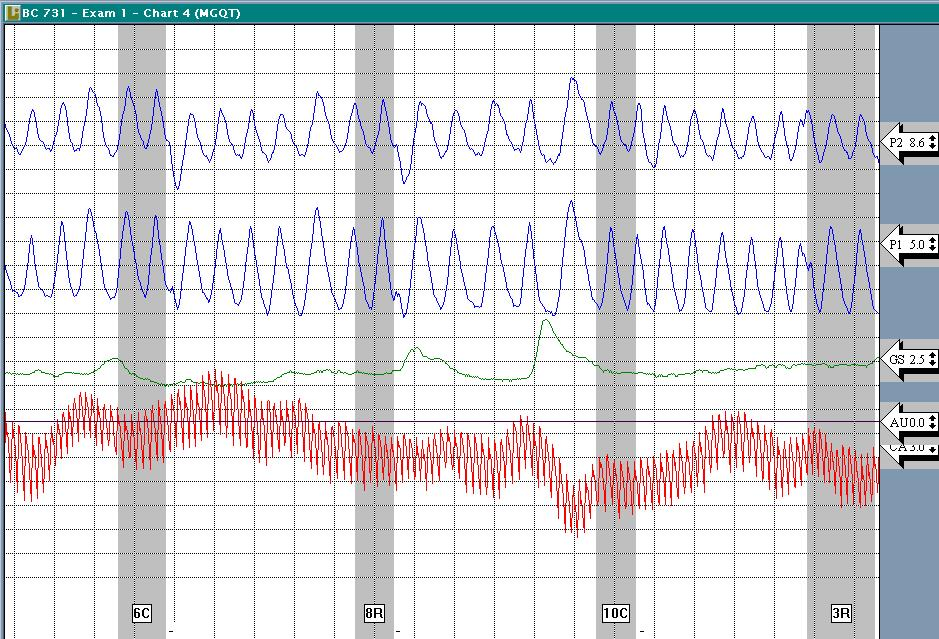 BC 731 - Exam 1 - Chart 4 (MGQT)
P2 8.6
P1 5.0
GS 2.5
AU0.0
CA 3.0
6C
8R
10C
3R